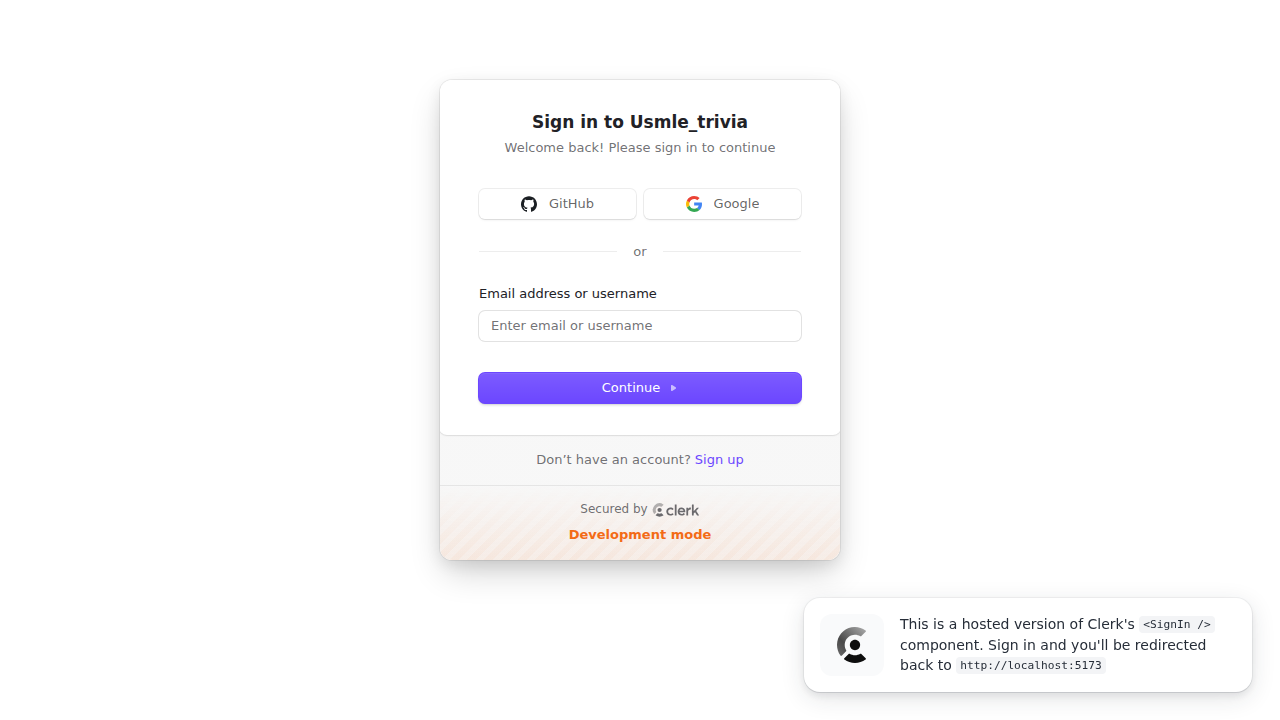 Sign in to Usmle_trivia
Welcome back! Please sign in to continue
GitHub
Google
or
Email address or username
Enter email or username
Continue
Don’t have an account? Sign up
Secured by clerk
Development mode
This is a hosted version of Clerk's <SignIn />
component. Sign in and you'll be redirected
back to http://localhost:5173